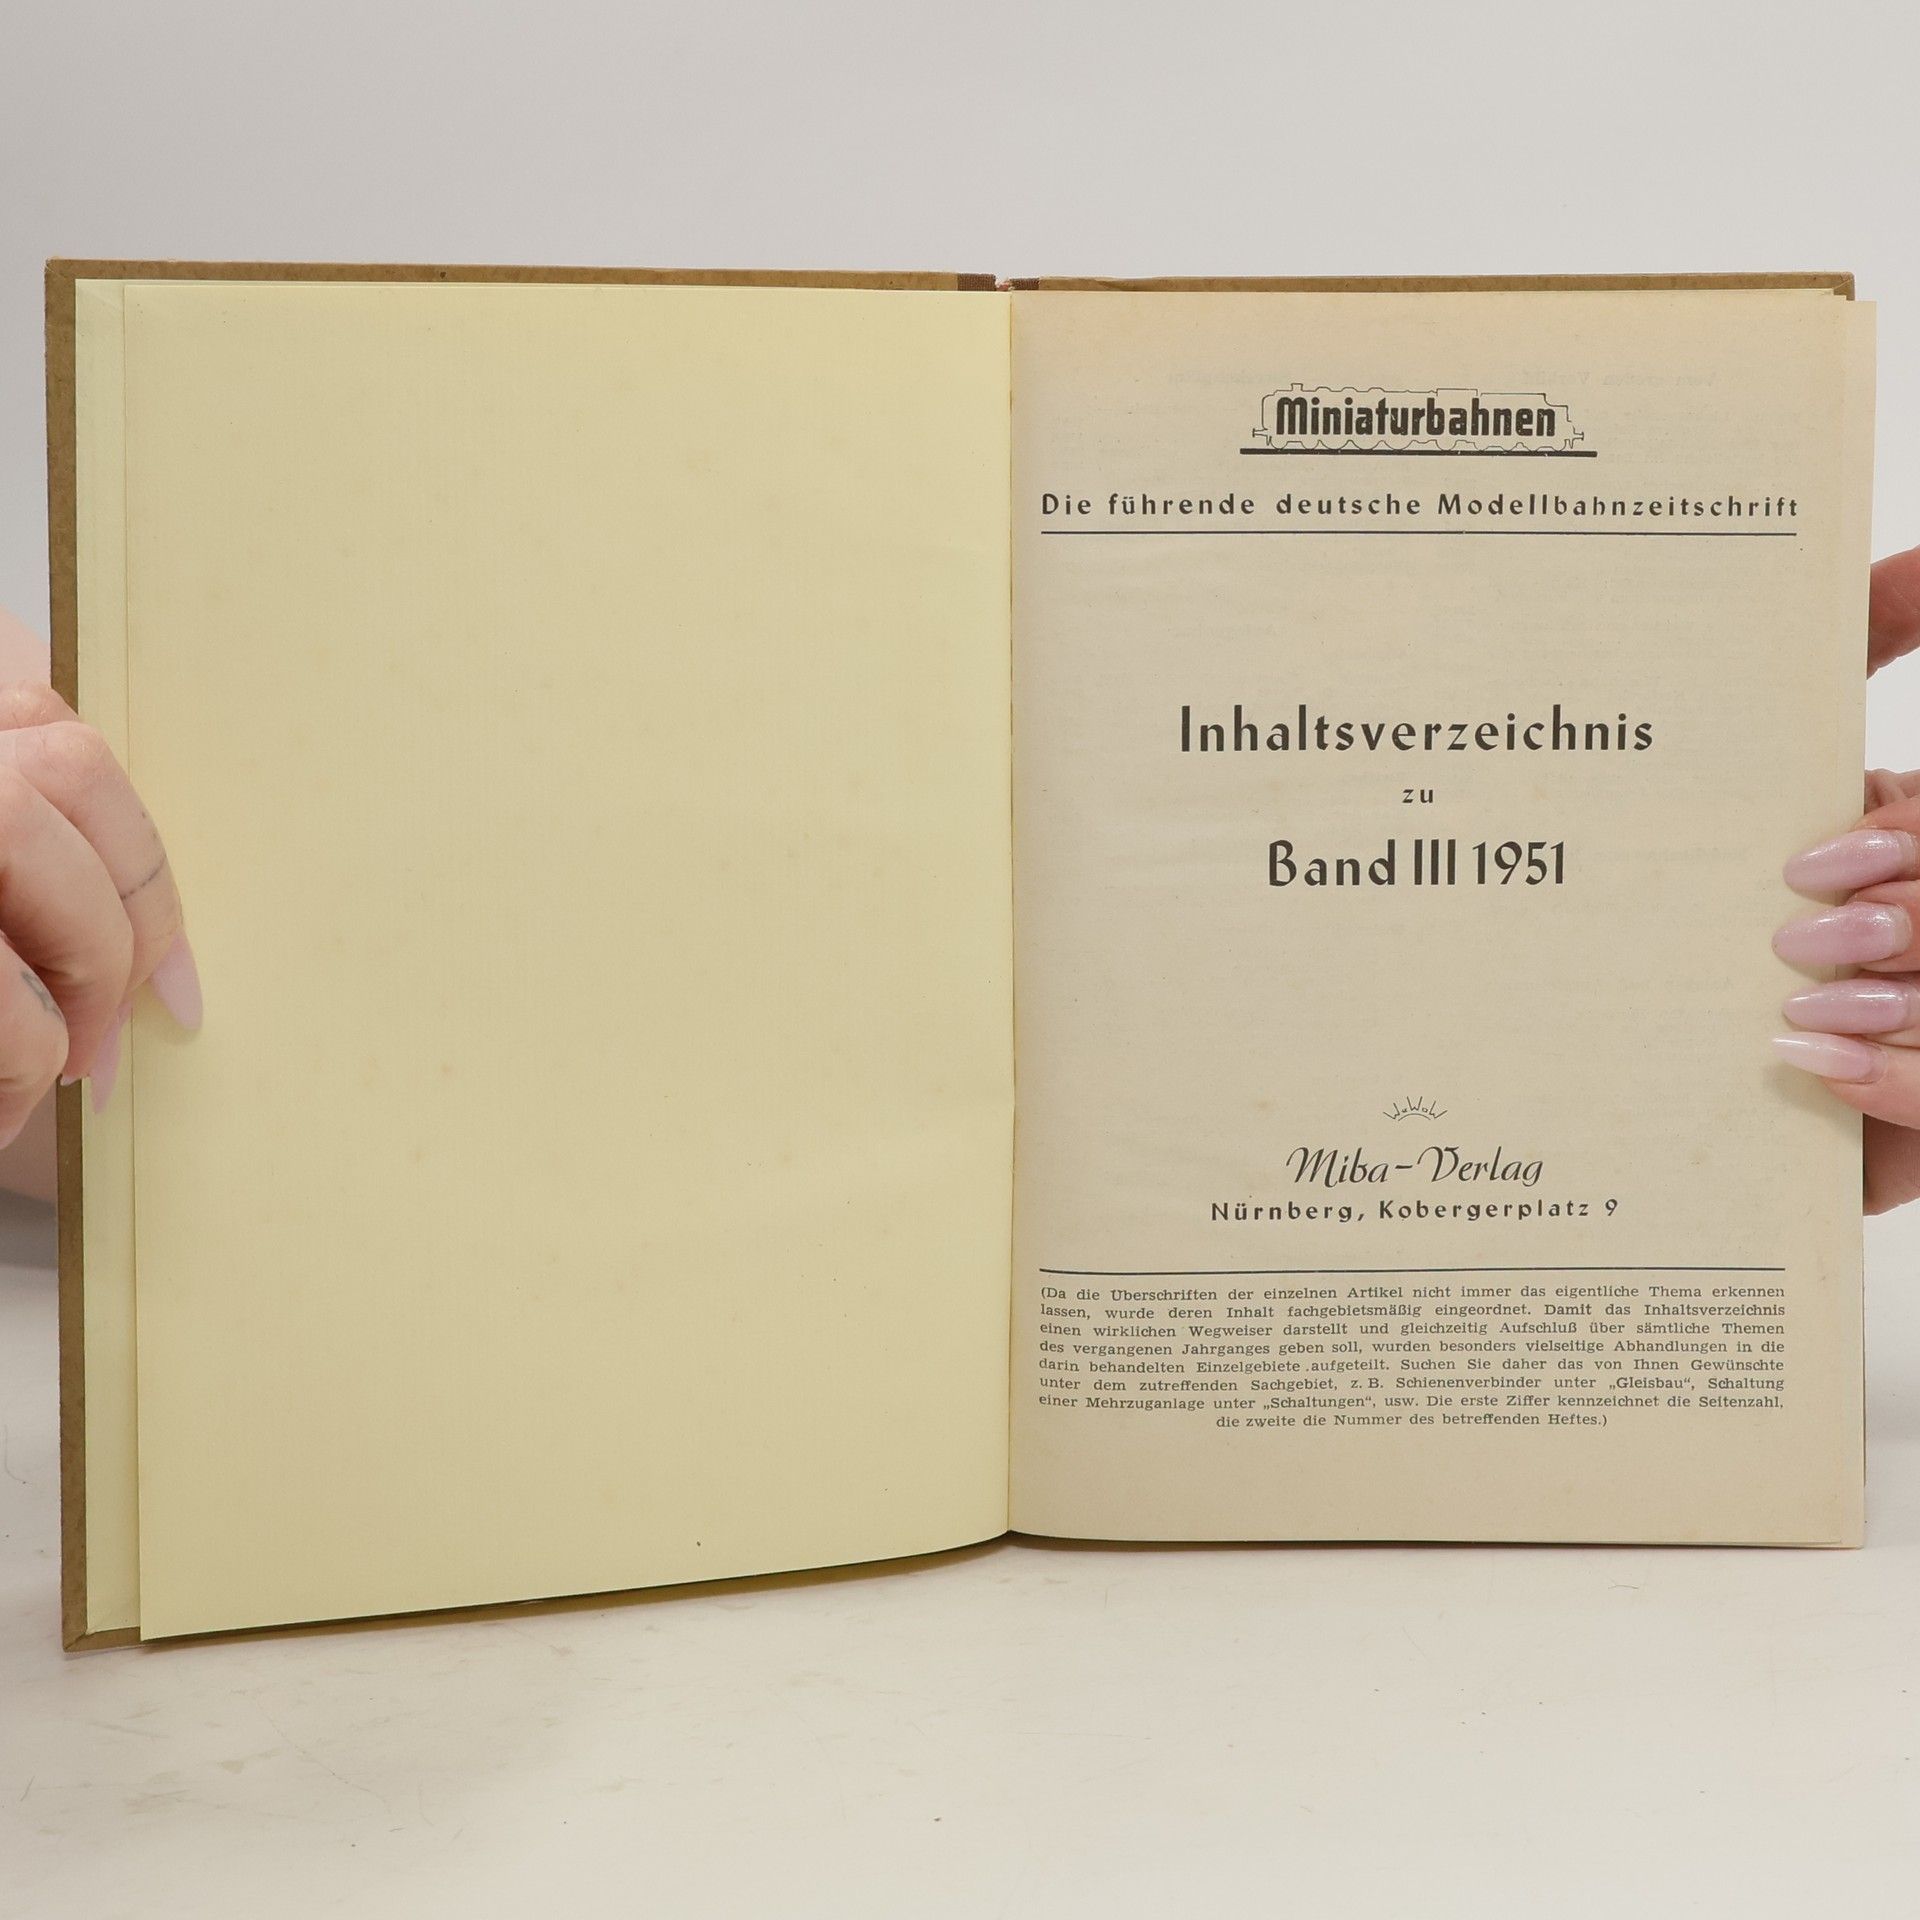 Miniaturbahnen
Die führende deutsche Modellbahnzeitschrift
Inhaltsverzeichnis
zu
Band III 1951
WeWoW
Miba-Verlag
Nürnberg, Kobergerplatz 9
(Da die Uberschriften der einzelnen Artikel nicht immer das eigentliche Thema erkennen
lassen, wurde deren Inhalt fachgebietsmäßig eingeordnet. Damit das Inhaltsverzeichnis
einen wirklichen Wegweiser darstellt und gleichzeitig Aufschluß über sämtliche Themen
des vergangenen Jahrganges geben soll, wurden besonders vielseitige Abhandlungen in die
darin behandelten Einzelgebiete aufgeteilt. Suchen Sie daher das von Ihnen Gewünschte
unter dem zutreffenden Sachgebiet, z. B. Schienenverbinder unter „Gleisbau“, Schaltung
einer Mehrzuganlage unter „Schaltungen“, usw. Die erste Ziffer kennzeichnet die Seitenzahl,
die zweite die Nummer des betreffenden Heftes.)